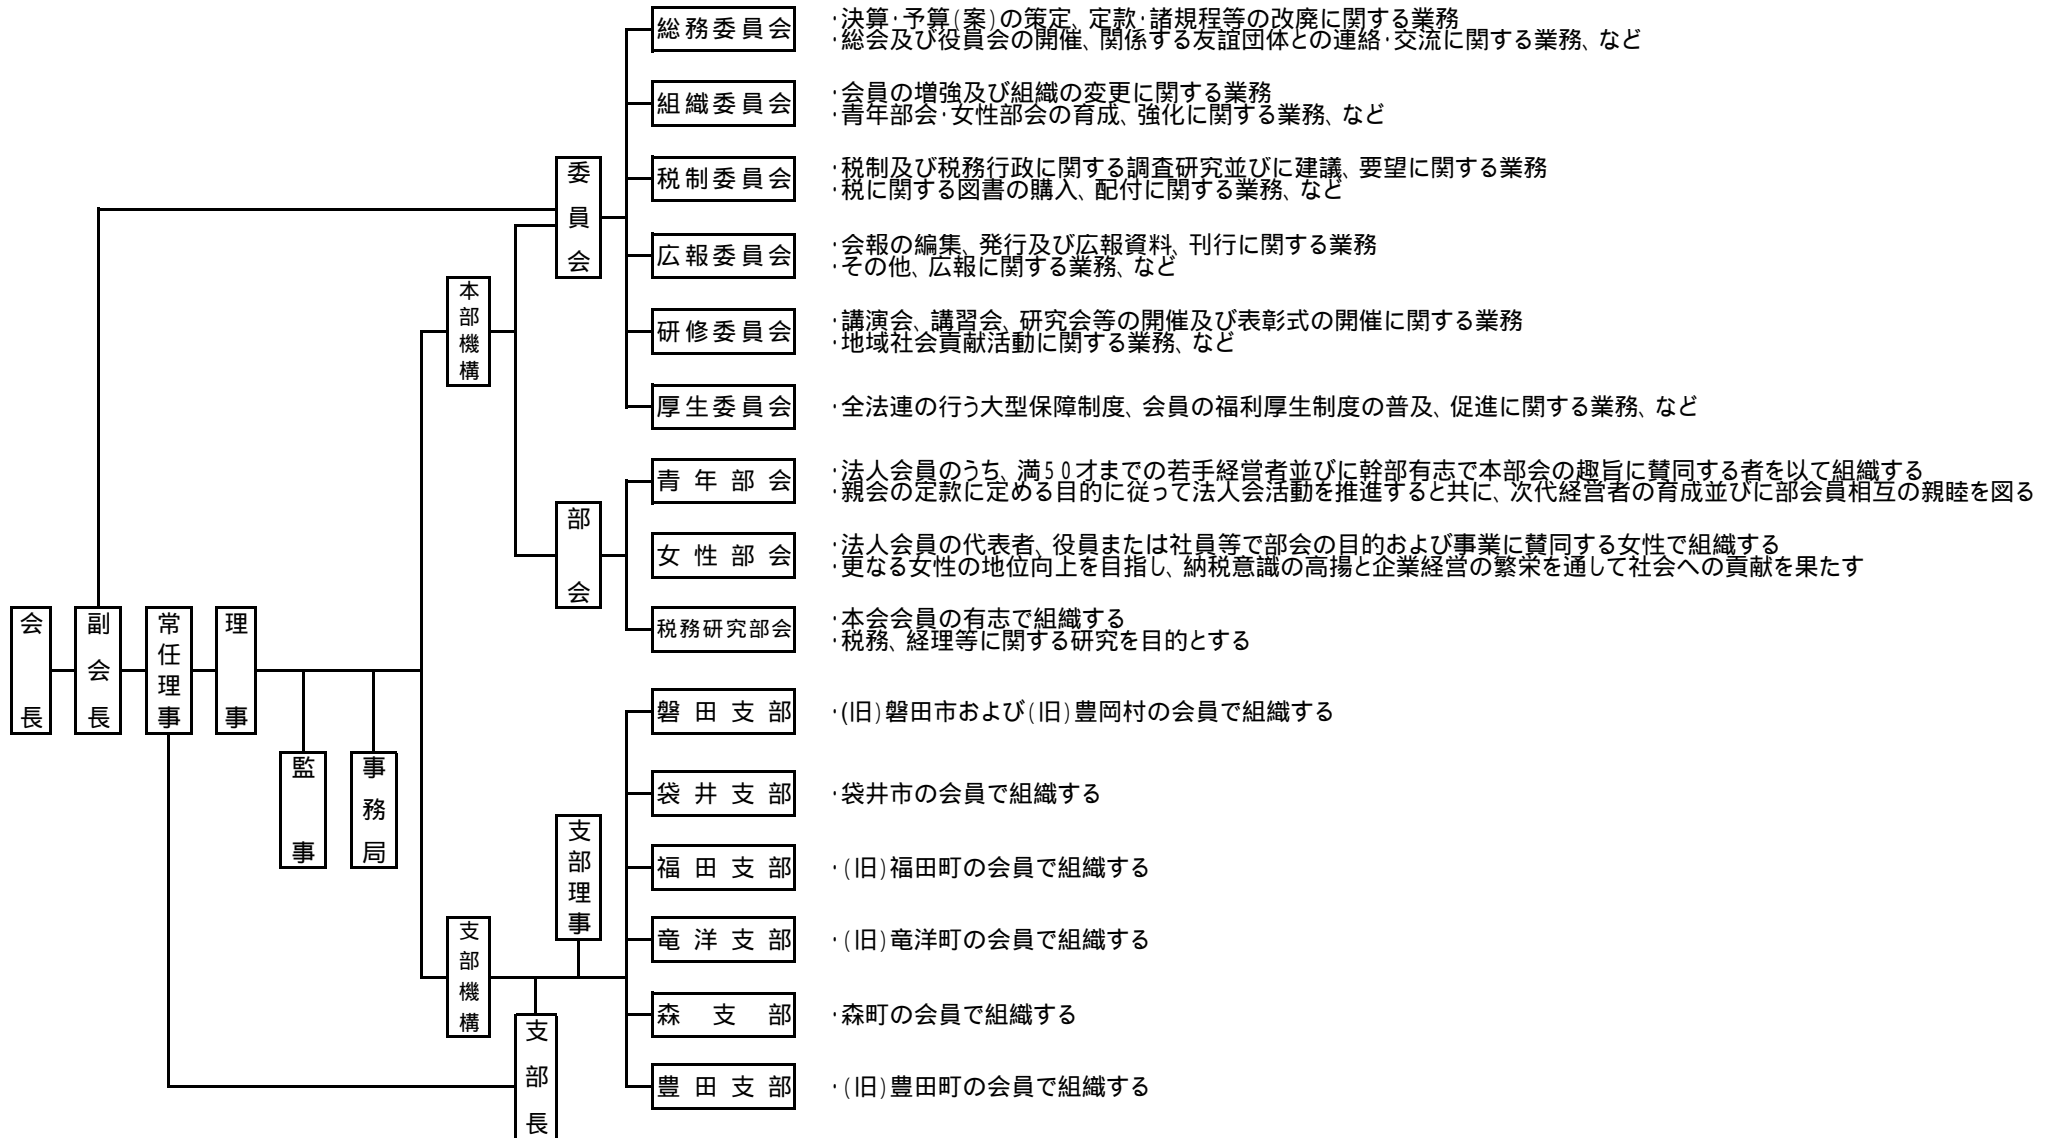 総務委員会
・決算・予算(案)の策定、定款・諸規程等の改廃に関する業務
・総会及び役員会の開催、関係する友誼団体との連絡・交流に関する業務、など
組織委員会
・会員の増強及び組織の変更に関する業務
・青年部会・女性部会の育成、強化に関する業務、など
税制委員会
・税制及び税務行政に関する調査研究並びに建議、要望に関する業務
・税に関する図書の購入、配付に関する業務、など
委員会
広報委員会
・会報の編集、発行及び広報資料、刊行に関する業務
・その他、広報に関する業務、など
本部機構
研修委員会
・講演会、講習会、研究会等の開催及び表彰式の開催に関する業務
・地域社会貢献活動に関する業務、など
厚生委員会
・全法連の行う大型保障制度、会員の福利厚生制度の普及、促進に関する業務、など
青年部会
・法人会員のうち、満50才までの若手経営者並びに幹部有志で本部会の趣旨に賛同する者を以て組織する
・親会の定款に定める目的に従って法人会活動を推進すると共に、次代経営者の育成並びに部会員相互の親睦を図る
部会
女性部会
・法人会員の代表者、役員または社員等で部会の目的および事業に賛同する女性で組織する
・更なる女性の地位向上を目指し、納税意識の高揚と企業経営の繁栄を通して社会への貢献を果たす
税務研究部会
・本会会員の有志で組織する
・税務、経理等に関する研究を目的とする
会長
副会長
常任理事
理事
監事
事務局
磐田支部
・(旧)磐田市および(旧)豊岡村の会員で組織する
袋井支部
・袋井市の会員で組織する
支部理事
福田支部
・(旧)福田町の会員で組織する
支部機構
竜洋支部
・(旧)竜洋町の会員で組織する
森支部
・森町の会員で組織する
支部長
豊田支部
・(旧)豊田町の会員で組織する